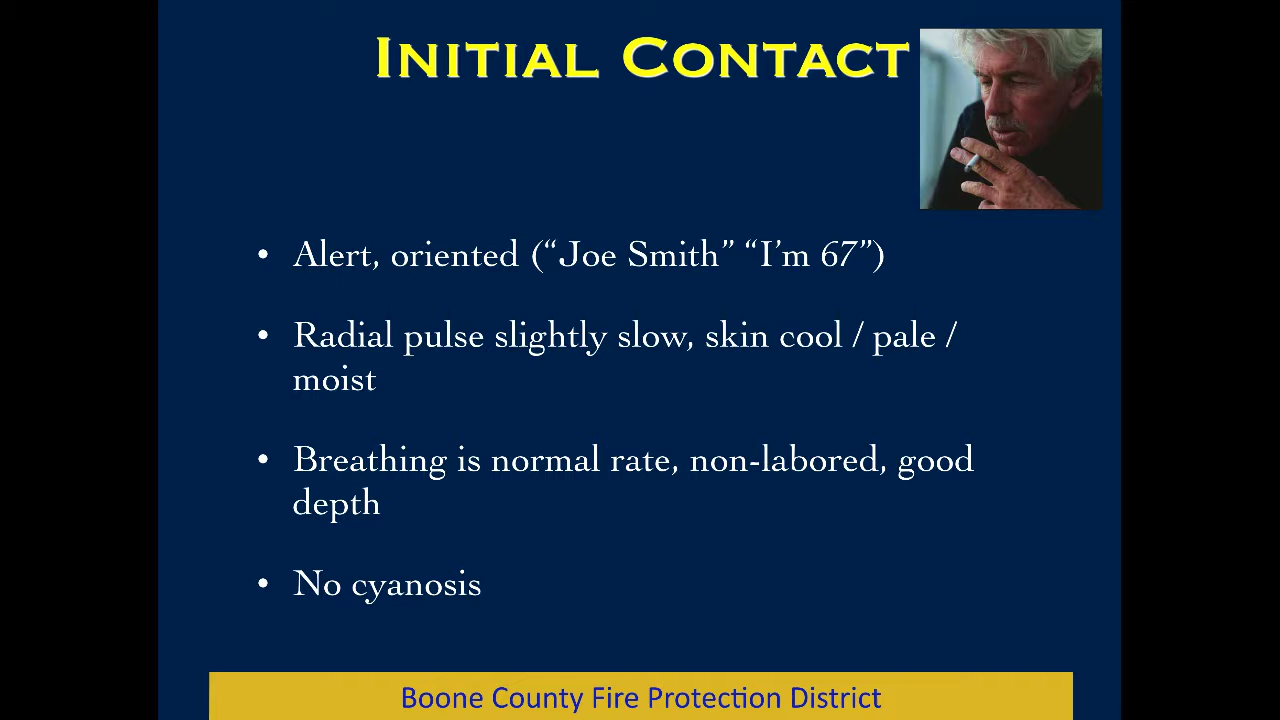 INITIAL CONTACT
• Alert, oriented (“Joe Smith” “I’m 67”)
• Radial pulse slightly slow, skin cool / pale /
moist
• Breathing is normal rate, non-labored, good
depth
• No cyanosis
Boone County Fire Protection District